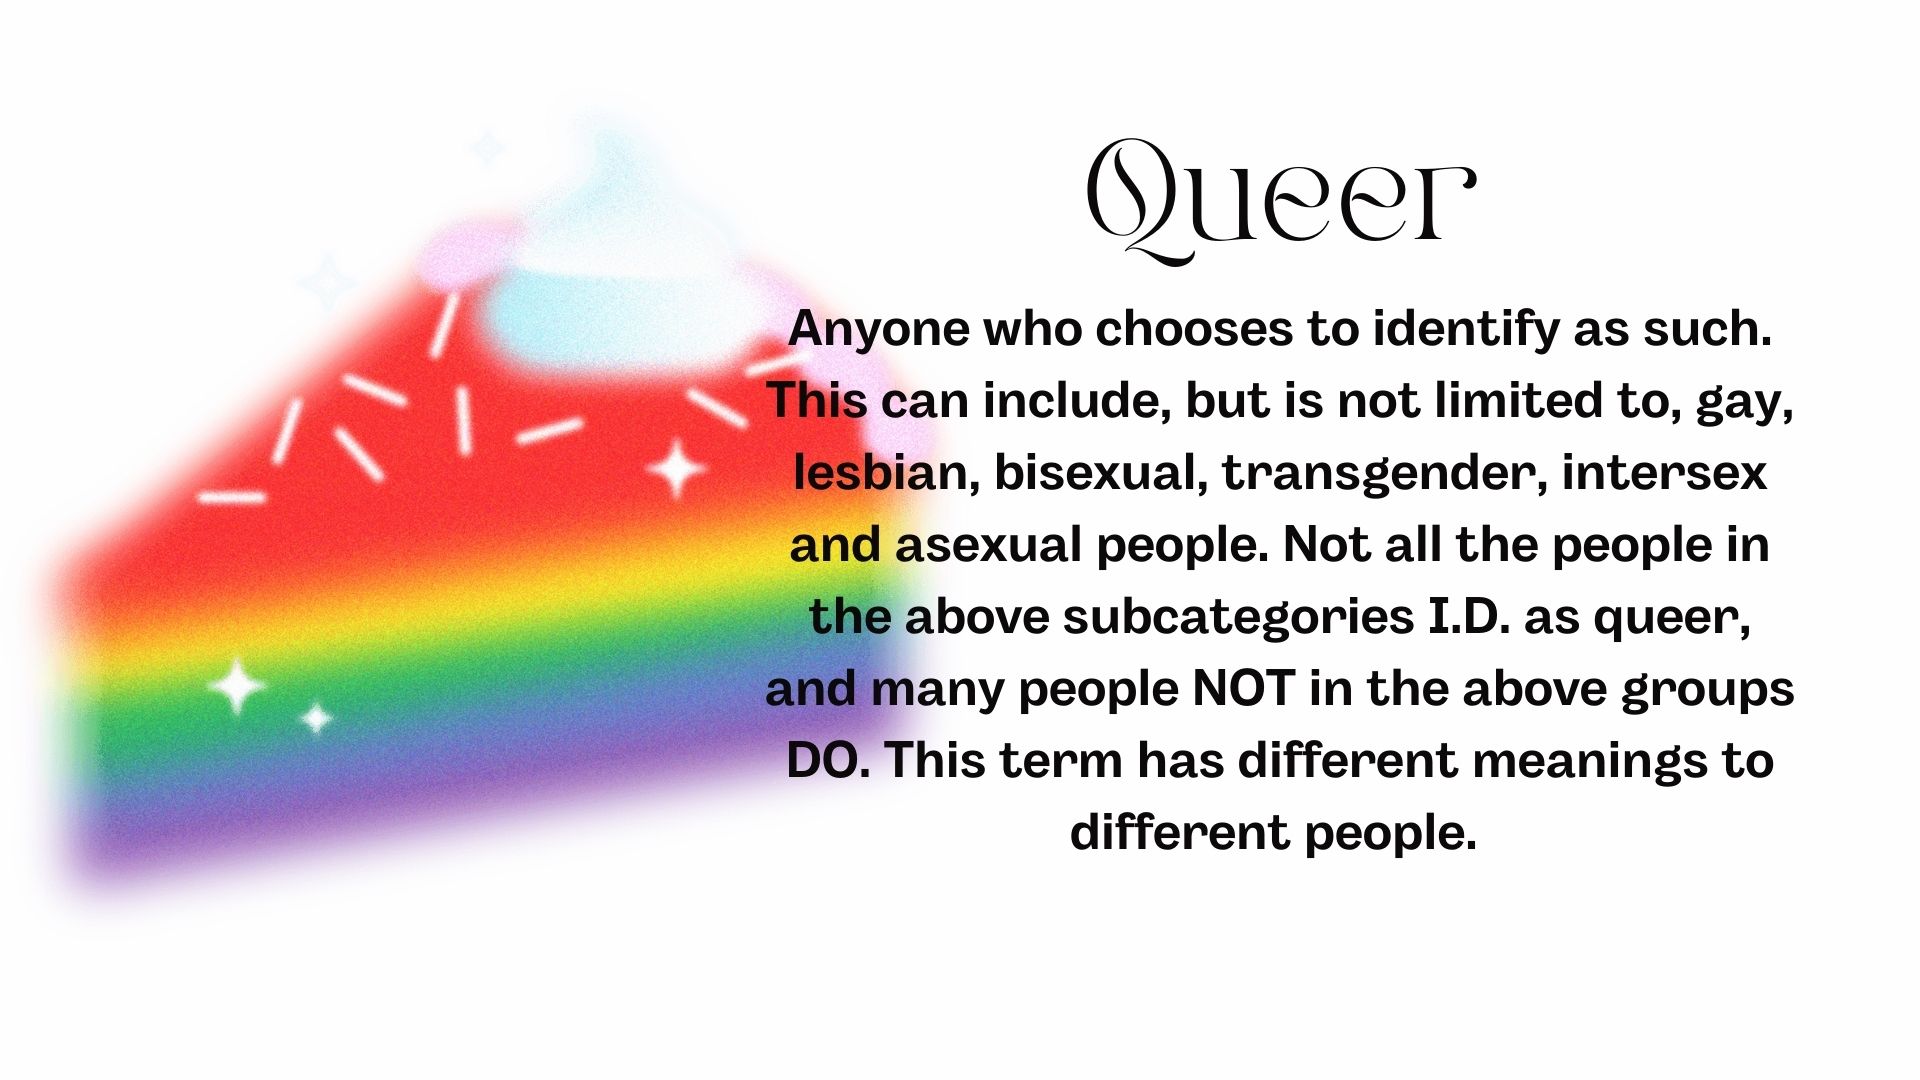 Queer
Anyone who chooses to identify as such.
This can include, but is not limited to, gay,
lesbian, bisexual, transgender, intersex
and asexual people. Not all the people in
the above subcategories I.D. as queer,
and many people NOT in the above groups
DO. This term has different meanings to
different people.